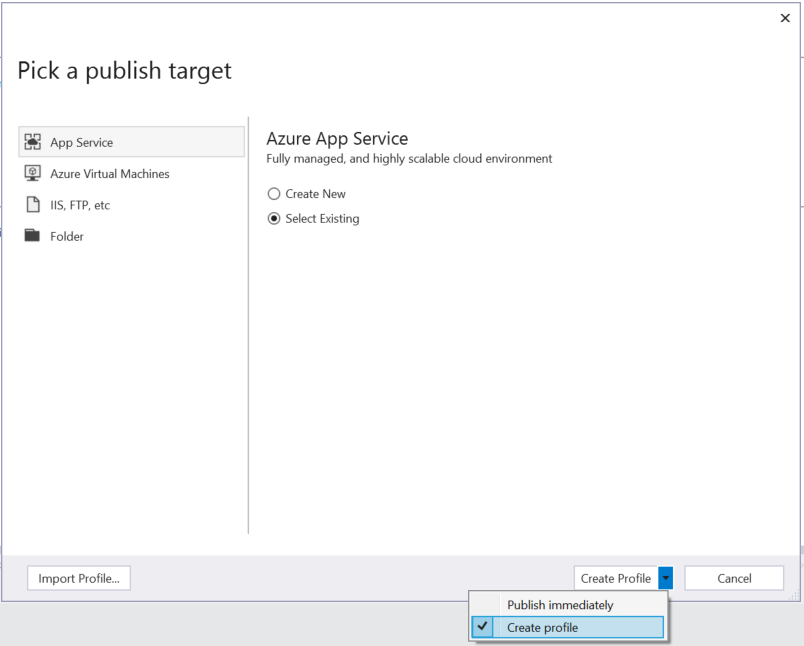 Pick a publish target
App Service
Azure Virtual Machines
IIS, FTP, etc
Folder
Azure App Service
Fully managed, and highly scalable cloud environment
Create New
Select Existing
Import Profile...
Create Profile
Cancel
Publish immediately
Create profile